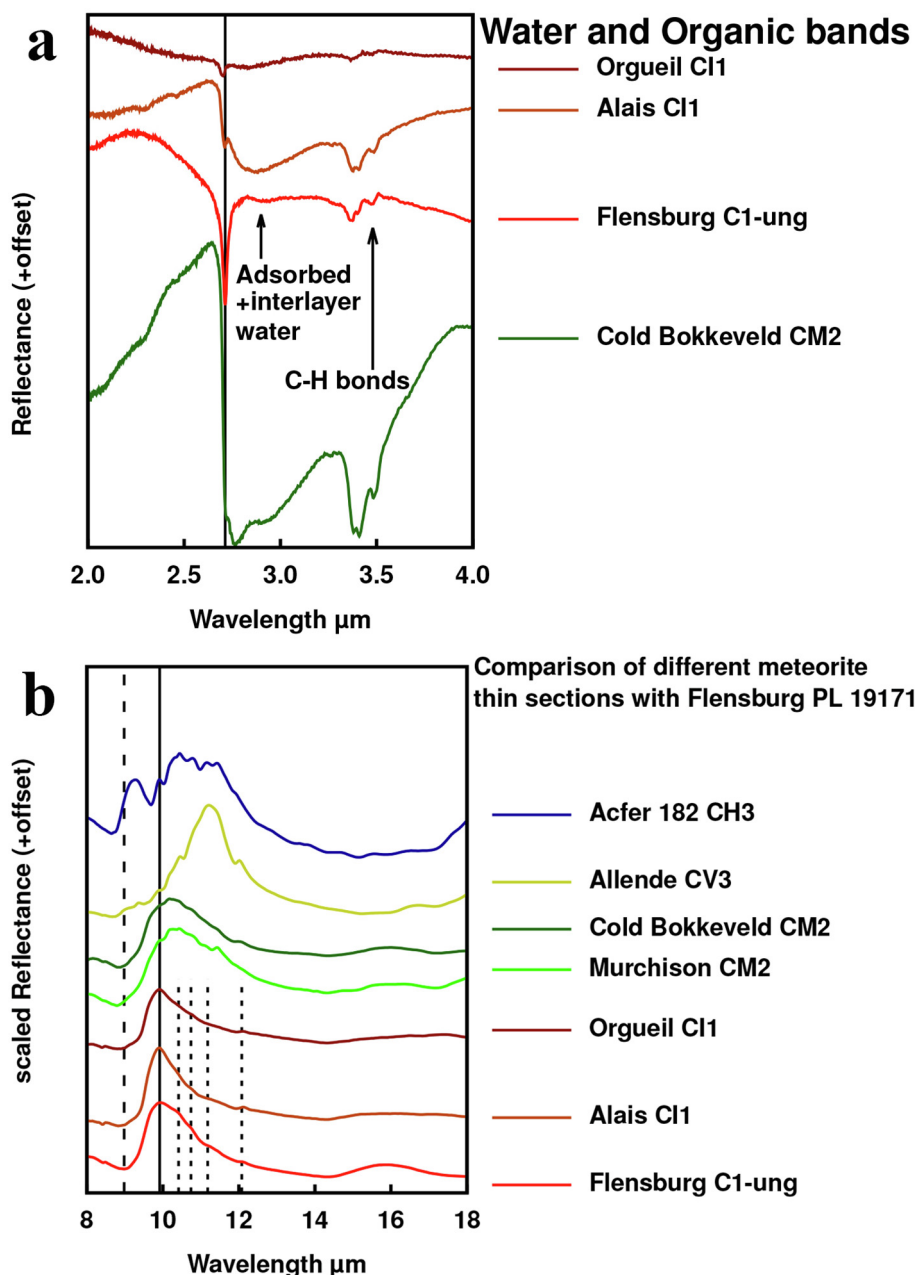 a
Water and Organic bands
Orgueil CI1
Alais CI1
Flensburg C1-ung
Cold Bokkeveld CM2
Reflectance (+offset)
Adsorbed
+interlayer
water
C-H bonds
2.0 2.5 3.0 3.5 4.0
Wavelength µm
b
Comparison of different meteorite
thin sections with Flensburg PL 19171
Acfer 182 CH3
Allende CV3
Cold Bokkeveld CM2
Murchison CM2
Orgueil CI1
Alais CI1
Flensburg C1-ung
scaled Reflectance (+offset)
8 10 12 14 16 18
Wavelength µm